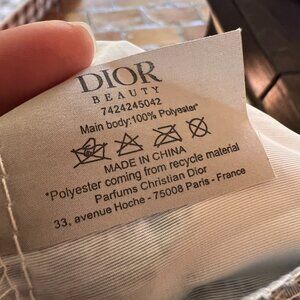 DIOR
BEAUTY
7424245042
Main body:100% Polyester*
MADE IN CHINA
*Polyester coming from recycle material
Parfums Christian Dior
33, avenue Hoche - 75008 Paris - France